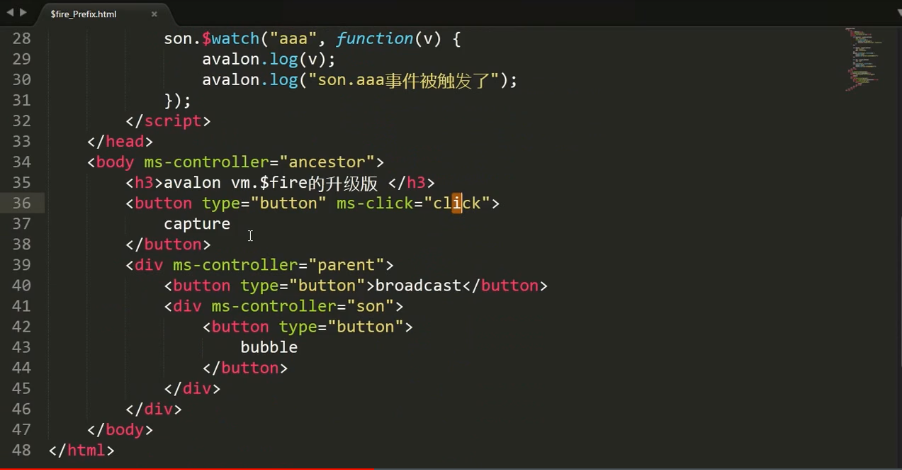 $fire_Prefix.html ×
28 son.$watch("aaa", function(v) {
29 avalon.log(v);
30 avalon.log("son.aaa事件被触发了");
31 });
32 </script>
33 </head>
34 <body ms-controller="ancestor">
35 <h3>avalon vm.$fire的升级版 </h3>
36 <button type="button" ms-click="click">
37 capture
38 </button>
39 <div ms-controller="parent">
40 <button type="button">broadcast</button>
41 <div ms-controller="son">
42 <button type="button">
43 bubble
44 </button>
45 </div>
46 </div>
47 </body>
48 </html>